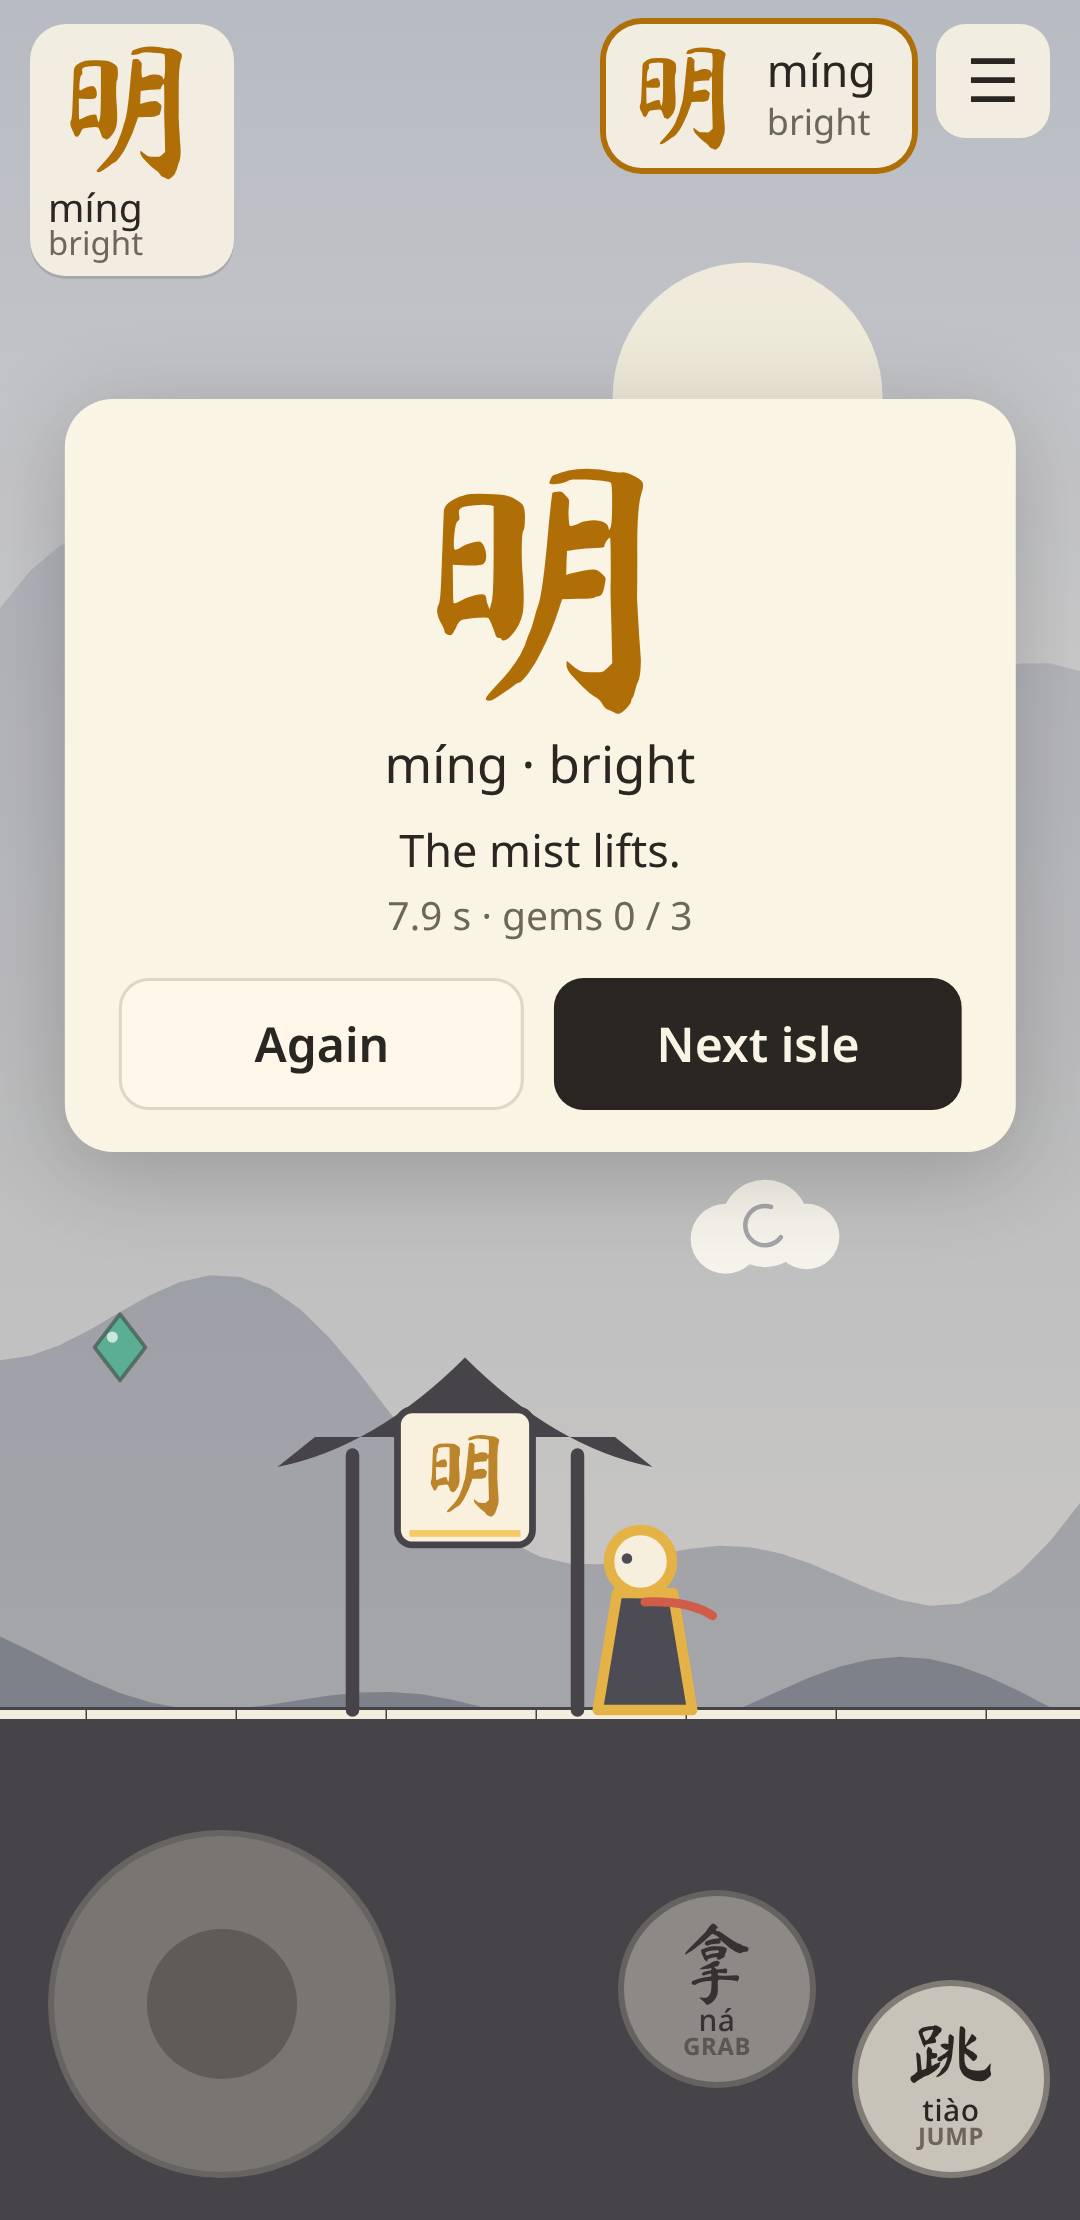 明
míng
bright
明
míng
bright
明
míng · bright
The mist lifts.
7.9 s · gems 0 / 3
Again
Next isle
明
拿
ná
GRAB
跳
tiào
JUMP